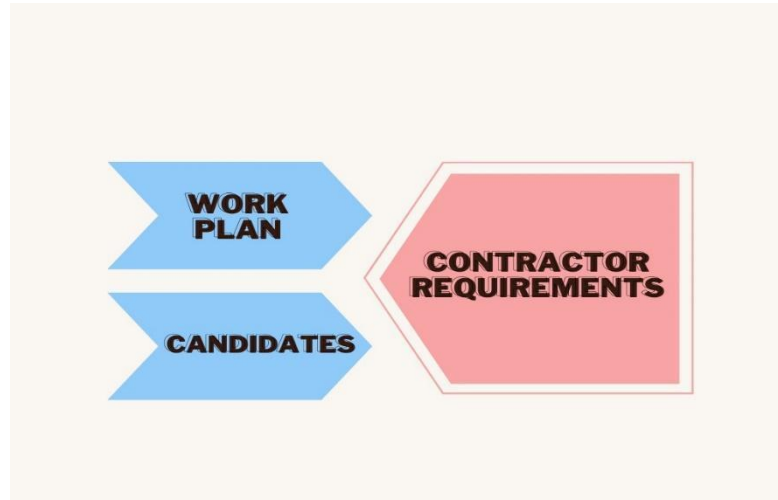 WORK
PLAN
CANDIDATES
CONTRACTOR
REQUIREMENTS